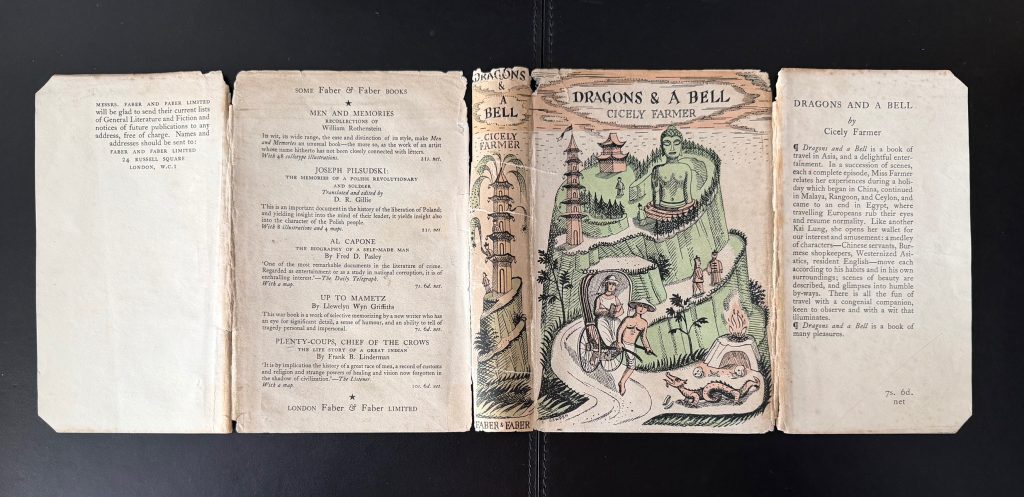 MESSRS. FABER AND FABER LIMITED
will be glad to send their current lists
of General Literature and Fiction and
notices of future publications to any
address, free of charge. Names and
addresses should be sent to:
FABER AND FABER LIMITED
24 RUSSELL SQUARE
LONDON, W.C.1
SOME Faber & Faber BOOKS
★
MEN AND MEMORIES
RECOLLECTIONS OF
William Rothenstein
Its wit, its wide range, the ease and distinction of its style, make Men
and Memories an unusual book—the more so, as the work of an artist
whose name hitherto has not been closely connected with letters.
With 48 collotype illustrations. 21s. net.
JOSEPH PILSUDSKI:
THE MEMORIES OF A POLISH REVOLUTIONARY
AND SOLDIER
Translated and edited by
D. R. Gillie
This is an important document in the history of the liberation of Poland;
and yielding insight into the mind of their leader, it yields insight also
into the character of the Polish people.
With 8 illustrations and 4 maps. 21s. net.
AL CAPONE
THE BIOGRAPHY OF A SELF-MADE MAN
By Fred D. Pasley
'One of the most remarkable documents in the literature of crime.
Regarded as entertainment or as a study in national corruption, it is of
enthralling interest.'—The Daily Telegraph.
With a map. 7s. 6d. net.
UP TO MAMETZ
By Llewelyn Wyn Griffiths
This war book is a work of selective memorizing by a new writer who has
an eye for significant detail, a sense of humour, and an ability to tell of
tragedy personal and impersonal. 7s. 6d. net.
PLENTY-COUPS, CHIEF OF THE CROWS
THE LIFE STORY OF A GREAT INDIAN
By Frank B. Linderman
'It is by implication the history of a great race of men, a record of customs
and religion and strange powers of healing and vision now forgotten in
the shadow of civilization.'—The Listener.
With a map. 10s. 6d. net.
★
LONDON Faber & Faber LIMITED
DRAGONS
&
A
BELL
CICELY
FARMER
FABER & FABER
DRAGONS & A BELL
CICELY FARMER
DRAGONS AND A BELL
by
Cicely Farmer
¶ Dragons and a Bell is a book of
travel in Asia, and a delightful enter-
tainment. In a succession of scenes,
each a complete episode, Miss Farmer
relates her experiences during a holi-
day which began in China, continued
in Malaya, Rangoon, and Ceylon, and
came to an end in Egypt, where
travelling Europeans rub their eyes
and resume normality. Like another
Kai Lung, she opens her wallet for
our interest and amusement: a medley
of characters—Chinese servants, Bur-
mese shopkeepers, Westernized Asi-
atics, resident English—move each
according to his habits and in his own
surroundings; scenes of beauty are
described, and glimpses into humble
by-ways. There is all the fun of
travel with a congenial companion,
keen to observe and with a wit that
illuminates.
¶ Dragons and a Bell is a book of
many pleasures.
7s. 6d.
net